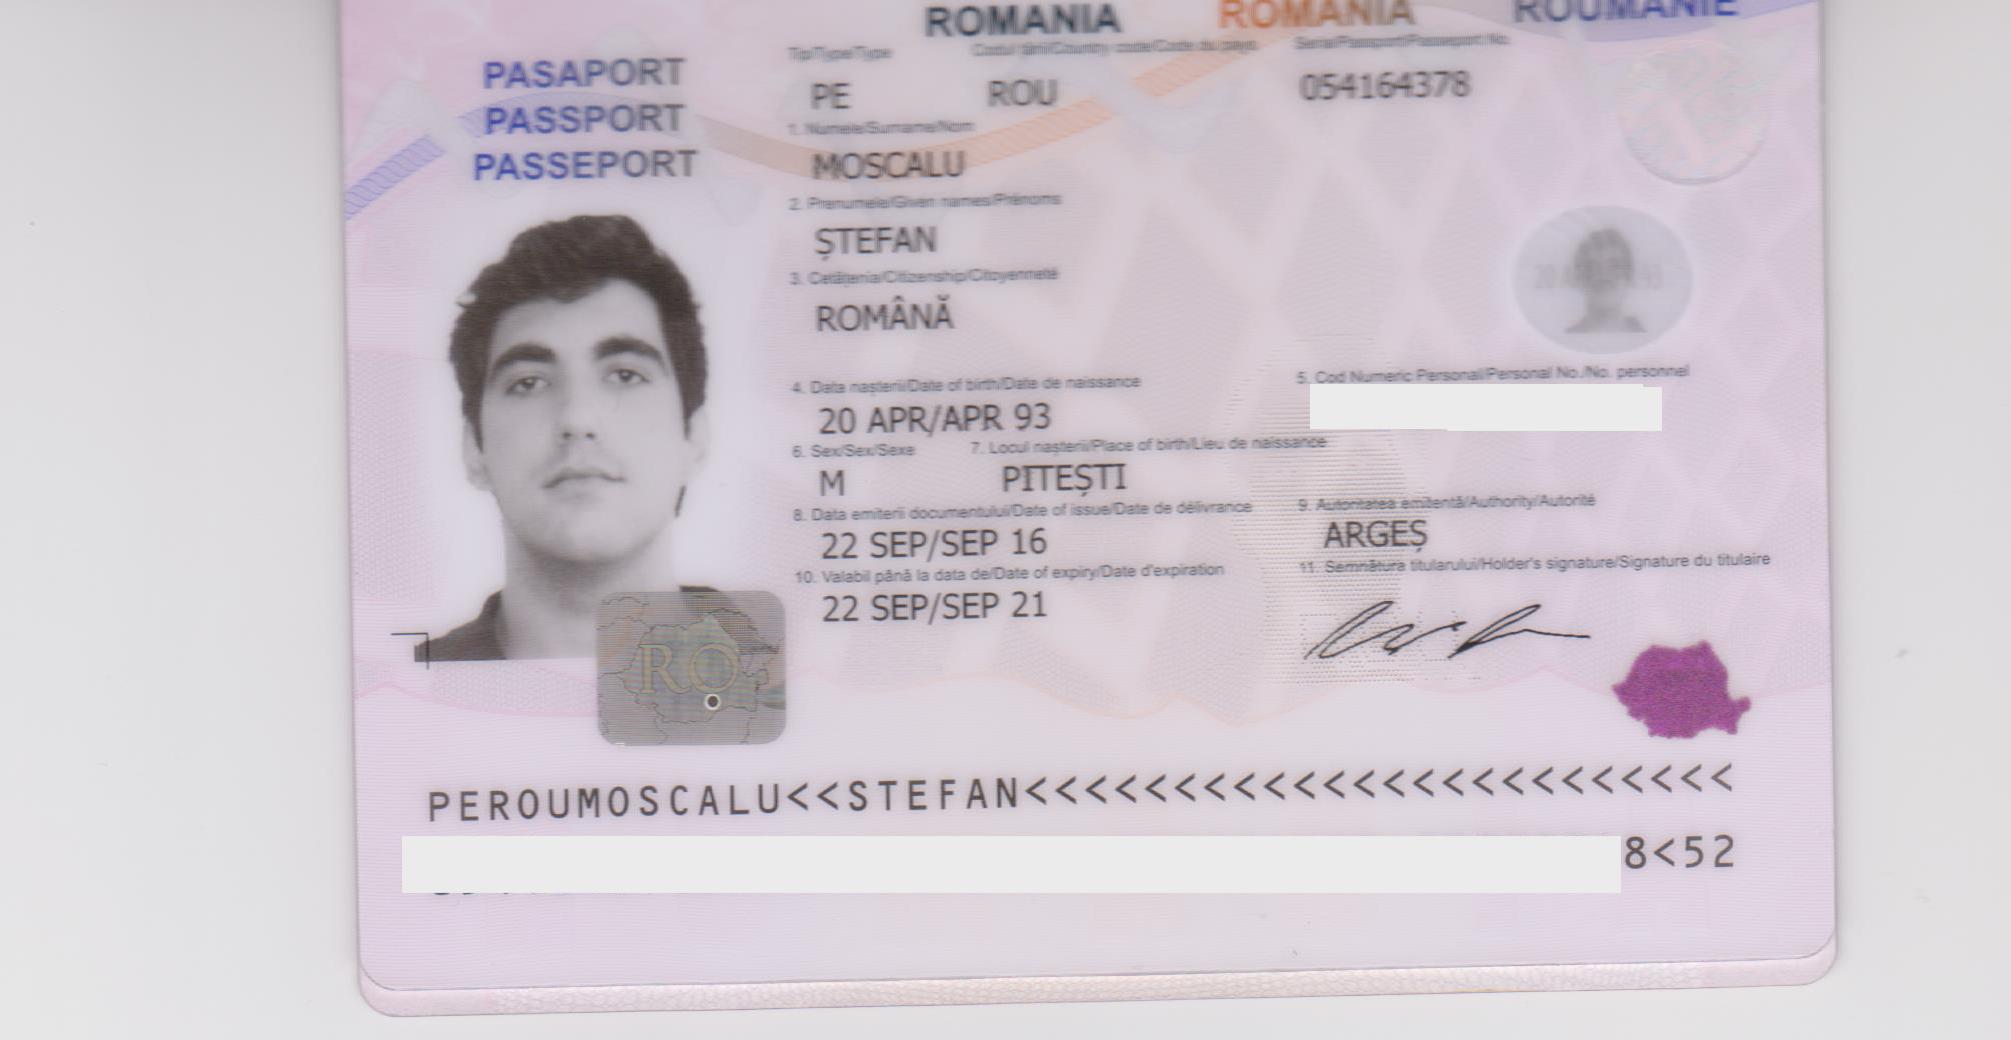 ROMANIA ROMÂNIA ROUMANIE
PASAPORT
PASSPORT
PASSEPORT
Tip/Type/Type Codul țării/Country code/Code du pays Seria/Passport/Passeport No.
PE ROU 054164378
1. Numele/Surname/Nom
MOSCALU
2. Prenumele/Given names/Prénoms
ȘTEFAN
3. Cetățenia/Citizenship/Citoyenneté
ROMÂNĂ
4. Data nașterii/Date of birth/Date de naissance 5. Cod Numeric Personal/Personal No./No. personnel
20 APR/APR 93
6. Sex/Sex/Sexe 7. Locul nașterii/Place of birth/Lieu de naissance
M PITEȘTI
8. Data emiterii documentului/Date of issue/Date de délivrance 9. Autoritatea emitentă/Authority/Autorité
22 SEP/SEP 16 ARGEȘ
10. Valabil până la data de/Date of expiry/Date d'expiration 11. Semnătura titularului/Holder's signature/Signature du titulaire
22 SEP/SEP 21
RO
PEROUMOSCALU<<STEFAN<<<<<<<<<<<<<<<<<<<<<<<<
8<52